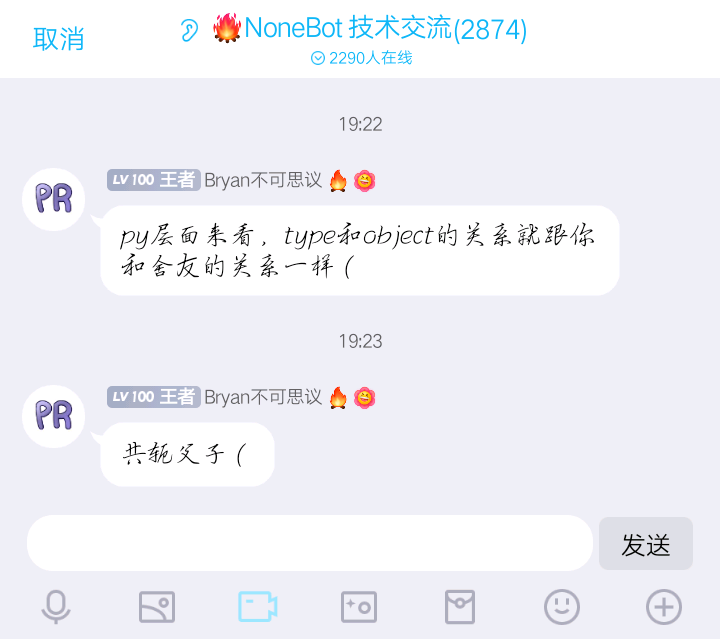 取消
🔥NoneBot 技术交流(2874)
2290人在线
19:22
PR
LV100 王者 Bryan不可思议
py层面来看，type和object的关系就跟你
和舍友的关系一样（
19:23
PR
LV100 王者 Bryan不可思议
共轭父子（
发送